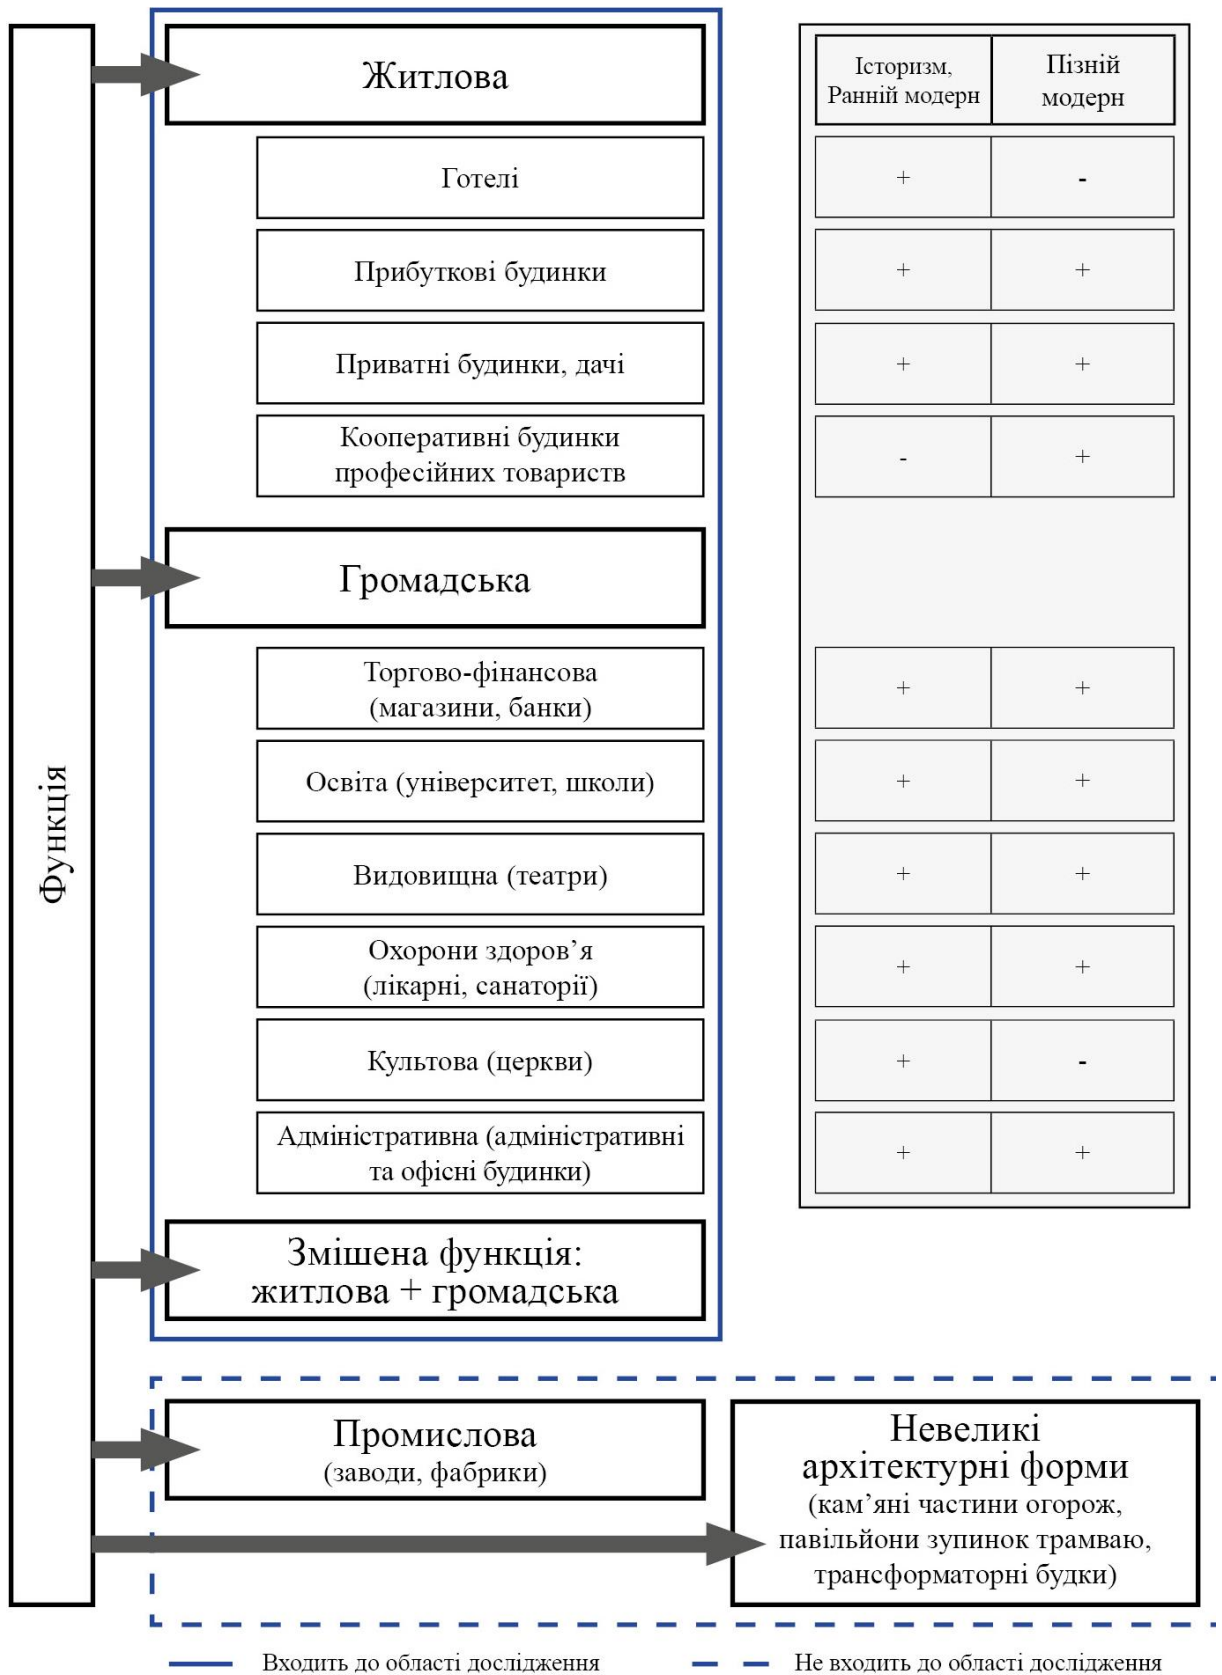 Функція
Житлова
Історизм,
Ранній модерн
Пізній
модерн
Готелі
+
-
Прибуткові будинки
+
+
Приватні будинки, дачі
+
+
Кооперативні будинки
професійних товариств
-
+
Громадська
Торгово-фінансова
(магазини, банки)
+
+
Освіта (університет, школи)
+
+
Видовищна (театри)
+
+
Охорони здоров’я
(лікарні, санаторії)
+
+
Культова (церкви)
+
-
Адміністративна (адміністративні
та офісні будинки)
+
+
Змішена функція:
житлова + громадська
Промислова
(заводи, фабрики)
Невеликі
архітектурні форми
(кам’яні частини огорож,
павільйони зупинок трамваю,
трансформаторні будки)
Входить до області дослідження
Не входить до області дослідження